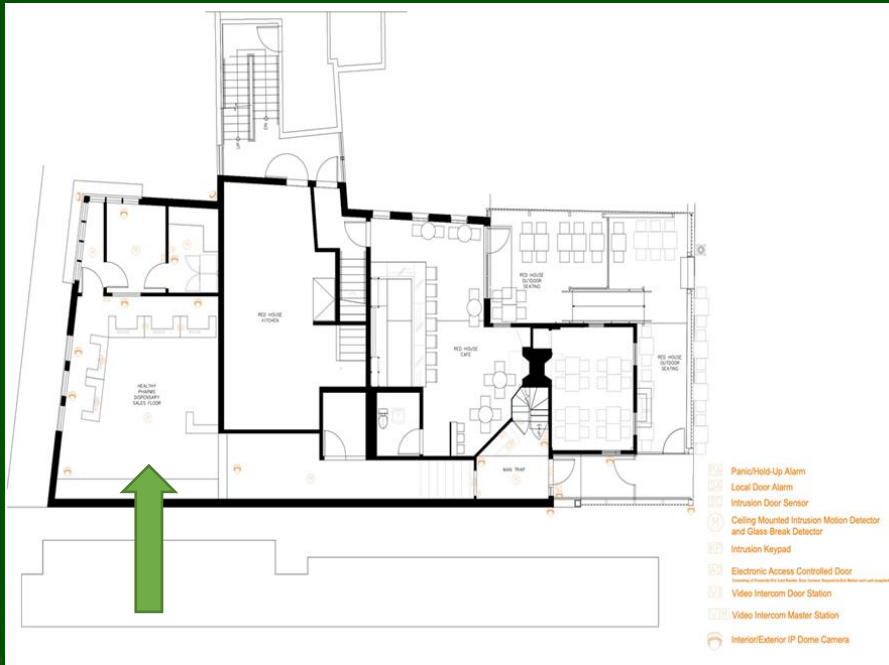 UP
RED HOUSE
OUTDOOR
SEATING
RED HOUSE
KITCHEN
RED HOUSE
CAFE
RED HOUSE
OUTDOOR
SEATING
HEALTHY
PHARMS
DISPENSARY
SALES FLOOR
MAN TRAP
Panic/Hold-Up Alarm
Local Door Alarm
Intrusion Door Sensor
M
Ceiling Mounted Intrusion Motion Detector
and Glass Break Detector
KP
Intrusion Keypad
Electronic Access Controlled Door
Video Intercom Door Station
Video Intercom Master Station
Interior/Exterior IP Dome Camera